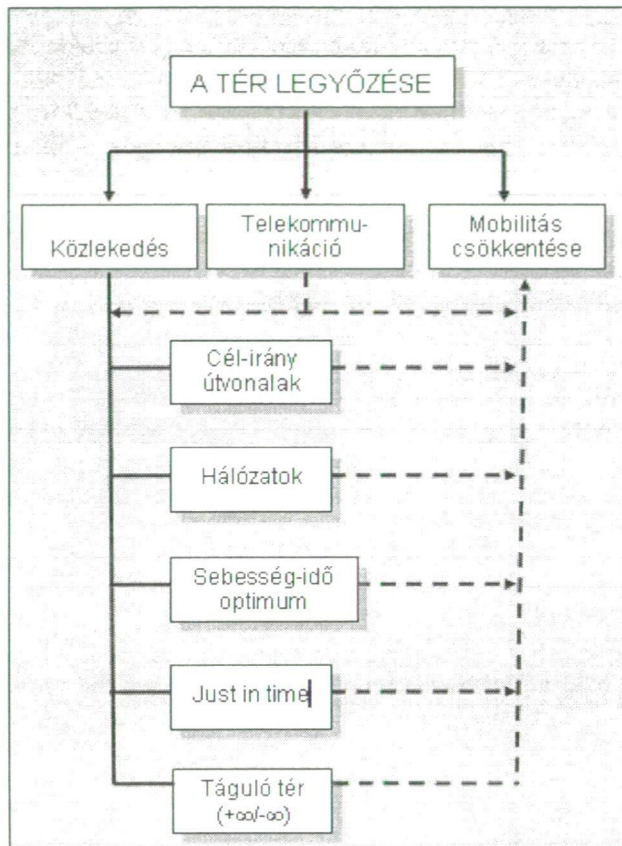 A TÉR LEGYŐZÉSE
Közlekedés
Telekommu-
nikáció
Mobilitás
csökkentése
Cél-irány
útvonalak
Hálózatok
Sebesség-idő
optimum
Just in time
Táguló tér
(+∞/-∞)